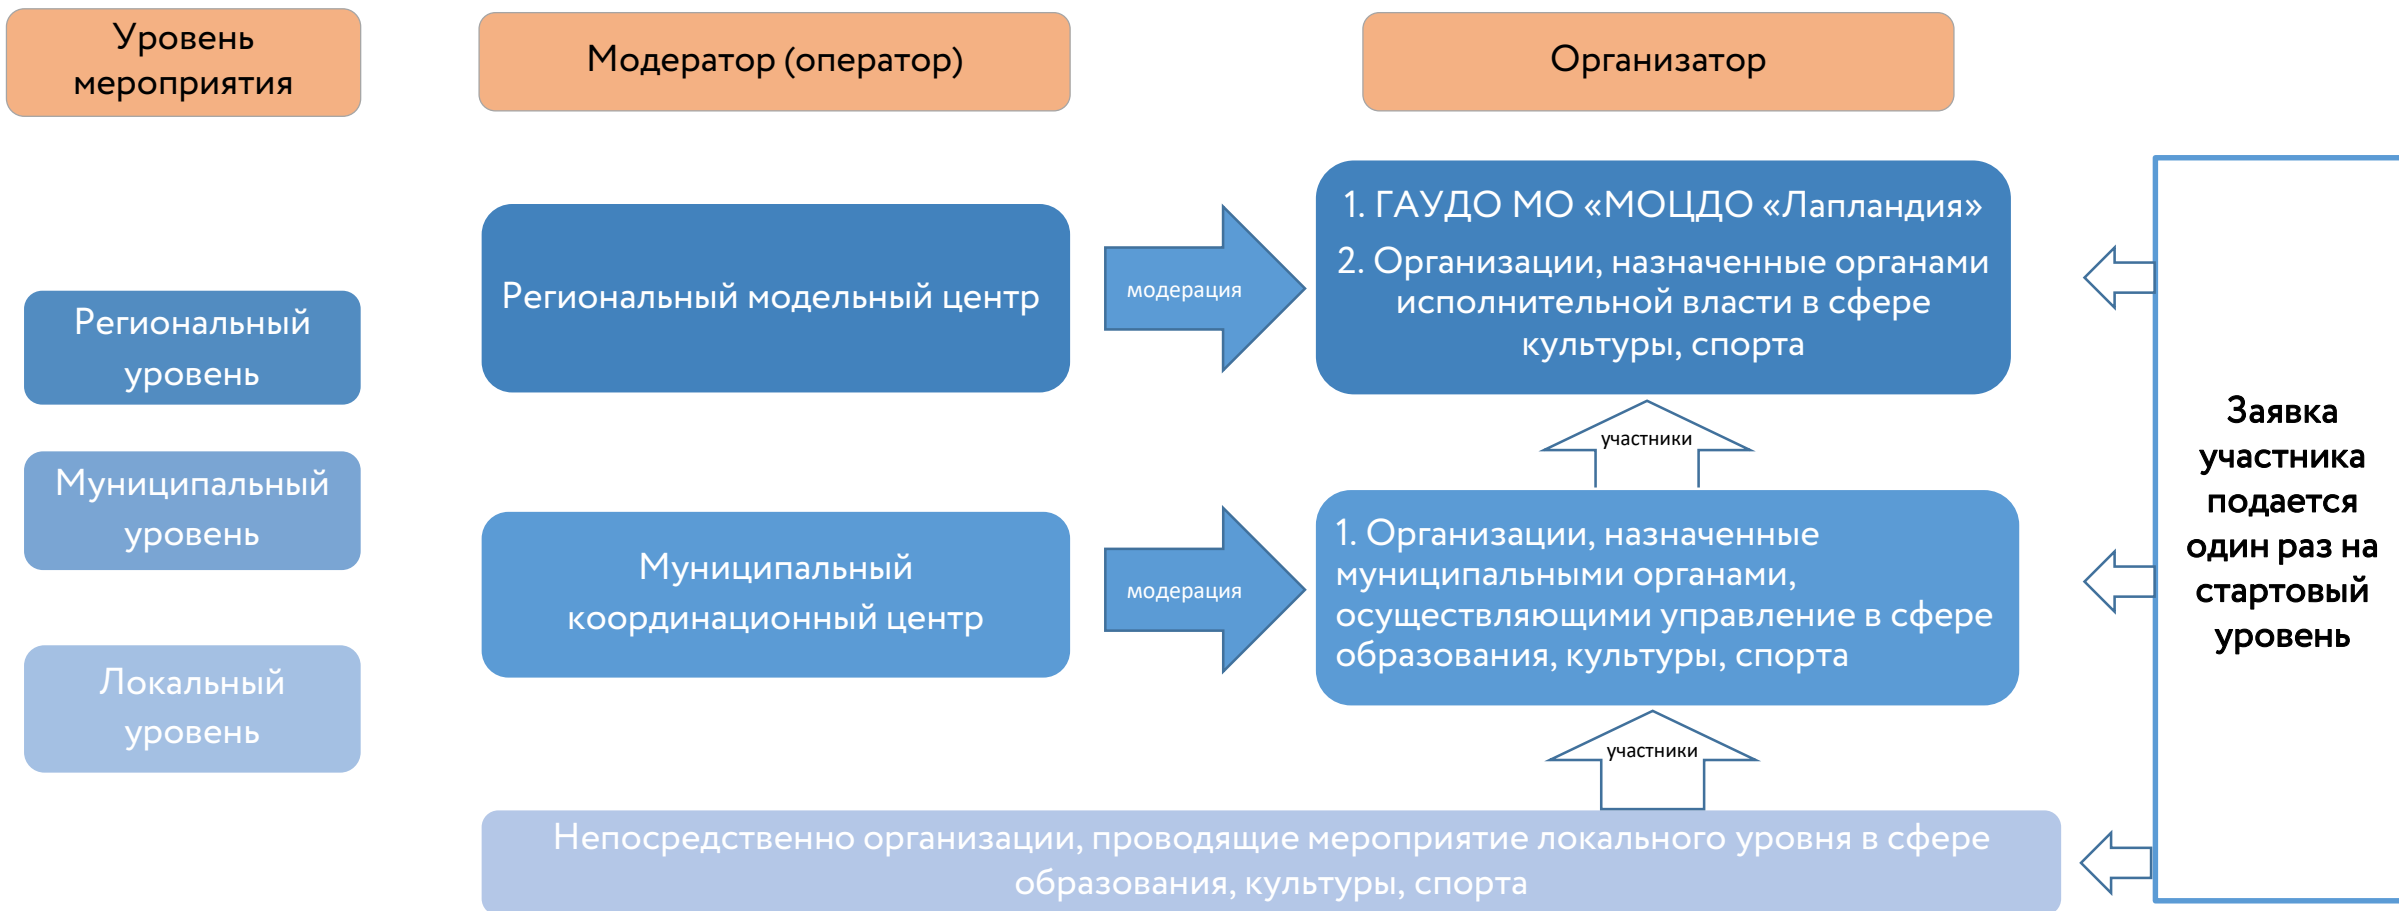 Уровень
мероприятия
Модератор (оператор)
Организатор
Региональный
уровень
Региональный модельный центр
модерация
1. ГАУДО МО «МОЦДО «Лапландия»
2. Организации, назначенные органами
исполнительной власти в сфере
культуры, спорта
участники
Муниципальный
уровень
Муниципальный
координационный центр
модерация
1. Организации, назначенные
муниципальными органами,
осуществляющими управление в сфере
образования, культуры, спорта
участники
Локальный
уровень
Непосредственно организации, проводящие мероприятие локального уровня в сфере
образования, культуры, спорта
Заявка
участника
подается
один раз на
стартовый
уровень